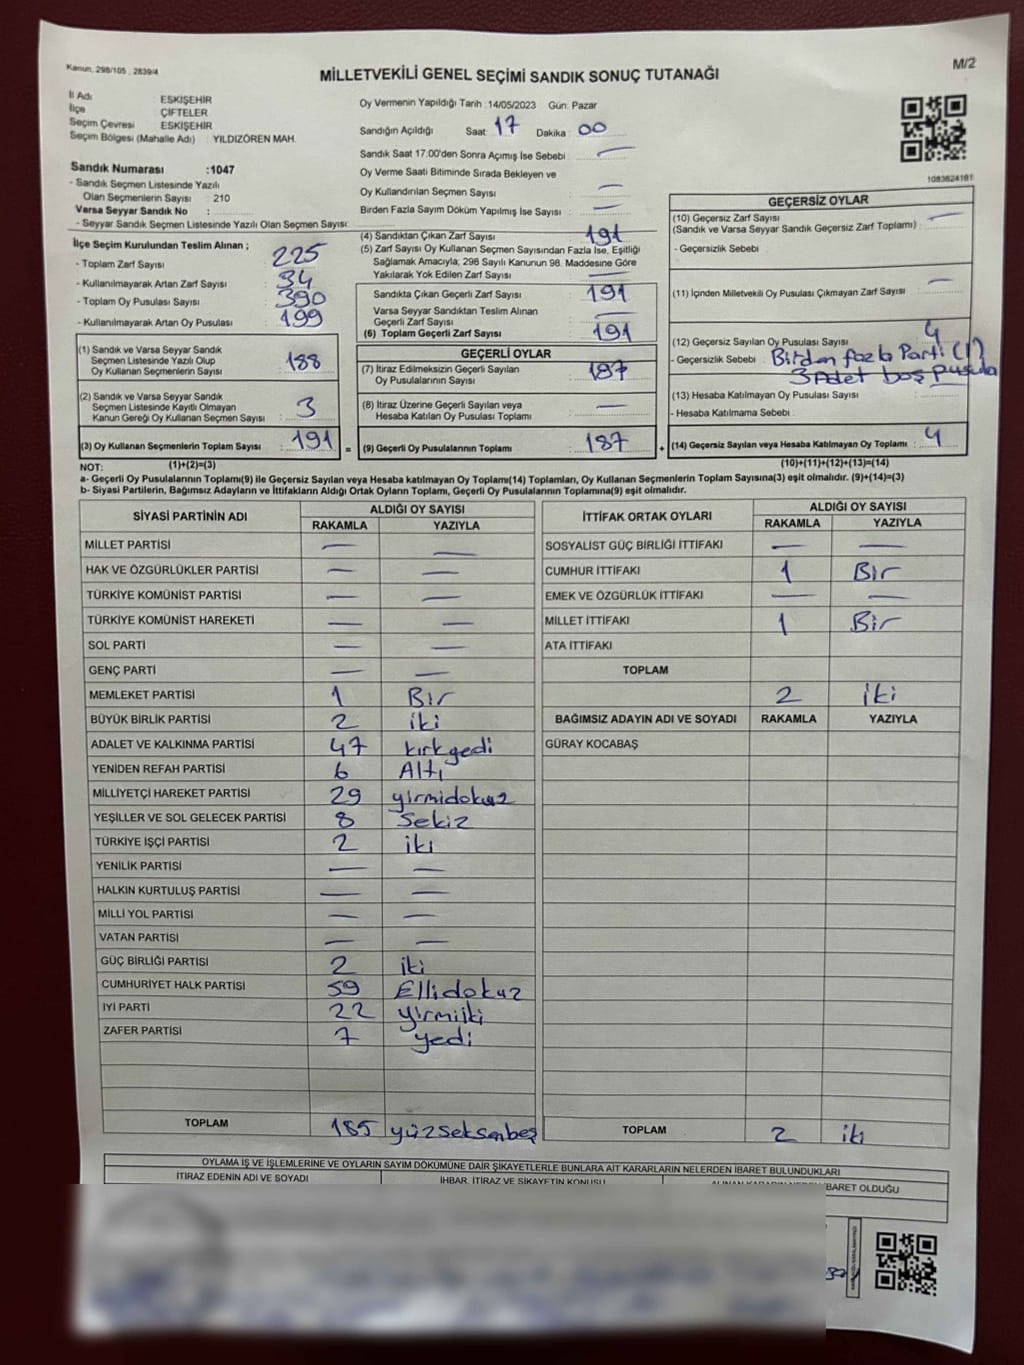 Kanun, 298/105 , 2839/4
M/2
MİLLETVEKİLİ GENEL SEÇİMİ SANDIK SONUÇ TUTANAĞI
İl Adı : ESKİŞEHİR
İlçe : ÇİFTELER
Seçim Çevresi : ESKİŞEHİR
Seçim Bölgesi (Mahalle Adı) : YILDIZÖREN MAH.
Sandık Numarası :1047
- Sandık Seçmen Listesinde Yazılı
Olan Seçmenlerin Sayısı : 210
Varsa Seyyar Sandık No :
- Seyyar Sandık Seçmen Listesinde Yazılı Olan Seçmen Sayısı:
İlçe Seçim Kurulundan Teslim Alınan ;
- Toplam Zarf Sayısı : 225
- Kullanılmayarak Artan Zarf Sayısı : 34
- Toplam Oy Pusulası Sayısı : 390
- Kullanılmayarak Artan Oy Pusulası : 199
(1) Sandık ve Varsa Seyyar Sandık
Seçmen Listesinde Yazılı Olup
Oy Kullanan Seçmenlerin Sayısı : 188
(2) Sandık ve Varsa Seyyar Sandık
Seçmen Listesinde Kayıtlı Olmayan
Kanun Gereği Oy Kullanan Seçmen Sayısı : 3
(3) Oy Kullanan Seçmenlerin Toplam Sayısı : 191 =
Oy Vermenin Yapıldığı Tarih :14/05/2023 Gün: Pazar
Sandığın Açıldığı Saat: 17 Dakika : 00
Sandık Saat 17:00'den Sonra Açımış İse Sebebi : —
Oy Verme Saati Bitiminde Sırada Bekleyen ve
Oy Kullandırılan Seçmen Sayısı : —
Birden Fazla Sayım Döküm Yapılmış İse Sayısı : —
(4) Sandıktan Çıkan Zarf Sayısı : 191
(5) Zarf Sayısı Oy Kullanan Seçmen Sayısından Fazla İse, Eşitliği
Sağlamak Amacıyla; 298 Sayılı Kanunun 98. Maddesine Göre
Yakılarak Yok Edilen Zarf Sayısı : —
Sandıkta Çıkan Geçerli Zarf Sayısı : 191
Varsa Seyyar Sandıktan Teslim Alınan
Geçerli Zarf Sayısı : —
(6) Toplam Geçerli Zarf Sayısı : 191
GEÇERLİ OYLAR
(7) İtiraz Edilmeksizin Geçerli Sayılan
Oy Pusulalarının Sayısı : 187
(8) İtiraz Üzerine Geçerli Sayılan veya
Hesaba Katılan Oy Pusulası Toplamı : —
(9) Geçerli Oy Pusulalarının Toplamı : 187 +
1083624181
GEÇERSİZ OYLAR
(10) Geçersiz Zarf Sayısı
(Sandık ve Varsa Seyyar Sandık Geçersiz Zarf Toplamı) : —
- Geçersizlik Sebebi :
(11) İçinden Milletvekili Oy Pusulası Çıkmayan Zarf Sayısı : —
(12) Geçersiz Sayılan Oy Pusulası Sayısı : 4
- Geçersizlik Sebebi : Birden fazla Parti (1)
3 Adet boş pusula
(13) Hesaba Katılmayan Oy Pusulası Sayısı :
- Hesaba Katılmama Sebebi :
(14) Geçersiz Sayılan veya Hesaba Katılmayan Oy Toplamı : 4
NOT: (1)+(2)=(3) (10)+(11)+(12)+(13)=(14)
a- Geçerli Oy Pusulalarının Toplamı(9) ile Geçersiz Sayılan veya Hesaba katılmayan Oy Toplamı(14) Toplamları, Oy Kullanan Seçmenlerin Toplam Sayısına(3) eşit olmalıdır. (9)+(14)=(3)
b- Siyasi Partilerin, Bağımsız Adayların ve İttifakların Aldığı Ortak Oyların Toplamı, Geçerli Oy Pusulalarının Toplamına(9) eşit olmalıdır.
SİYASİ PARTİNİN ADI ALDIĞI OY SAYISI
RAKAMLA YAZIYLA
MİLLET PARTİSİ — —
HAK VE ÖZGÜRLÜKLER PARTİSİ — —
TÜRKİYE KOMÜNİST PARTİSİ — —
TÜRKİYE KOMÜNİST HAREKETİ — —
SOL PARTİ — —
GENÇ PARTİ — —
MEMLEKET PARTİSİ 1 Bir
BÜYÜK BİRLİK PARTİSİ 2 iki
ADALET VE KALKINMA PARTİSİ 47 kırkyedi
YENİDEN REFAH PARTİSİ 6 Altı
MİLLİYETÇİ HAREKET PARTİSİ 29 yirmidokuz
YEŞİLLER VE SOL GELECEK PARTİSİ 8 Sekiz
TÜRKİYE İŞÇİ PARTİSİ 2 iki
YENİLİK PARTİSİ — —
HALKIN KURTULUŞ PARTİSİ — —
MİLLİ YOL PARTİSİ — —
VATAN PARTİSİ — —
GÜÇ BİRLİĞİ PARTİSİ 2 iki
CUMHURİYET HALK PARTİSİ 59 Ellidokuz
İYİ PARTİ 22 yirmiiki
ZAFER PARTİSİ 7 yedi
TOPLAM 185 yüzseksenbeş
İTTİFAK ORTAK OYLARI ALDIĞI OY SAYISI
RAKAMLA YAZIYLA
SOSYALİST GÜÇ BİRLİĞİ İTTİFAKI — —
CUMHUR İTTİFAKI 1 Bir
EMEK VE ÖZGÜRLÜK İTTİFAKI — —
MİLLET İTTİFAKI 1 Bir
ATA İTTİFAKI
TOPLAM 2 iki
BAĞIMSIZ ADAYIN ADI VE SOYADI RAKAMLA YAZIYLA
GÜRAY KOCABAŞ
TOPLAM 2 iki
OYLAMA İŞ VE İŞLEMLERİNE VE OYLARIN SAYIM DÖKÜMÜNE DAİR ŞİKAYETLERLE BUNLARA AİT KARARLARIN NELERDEN İBARET BULUNDUKLARI
İTİRAZ EDENİN ADI VE SOYADI İHBAR, İTİRAZ VE ŞİKAYETİN KONUSU ALINAN KARARIN NEDEN İBARET OLDUĞU